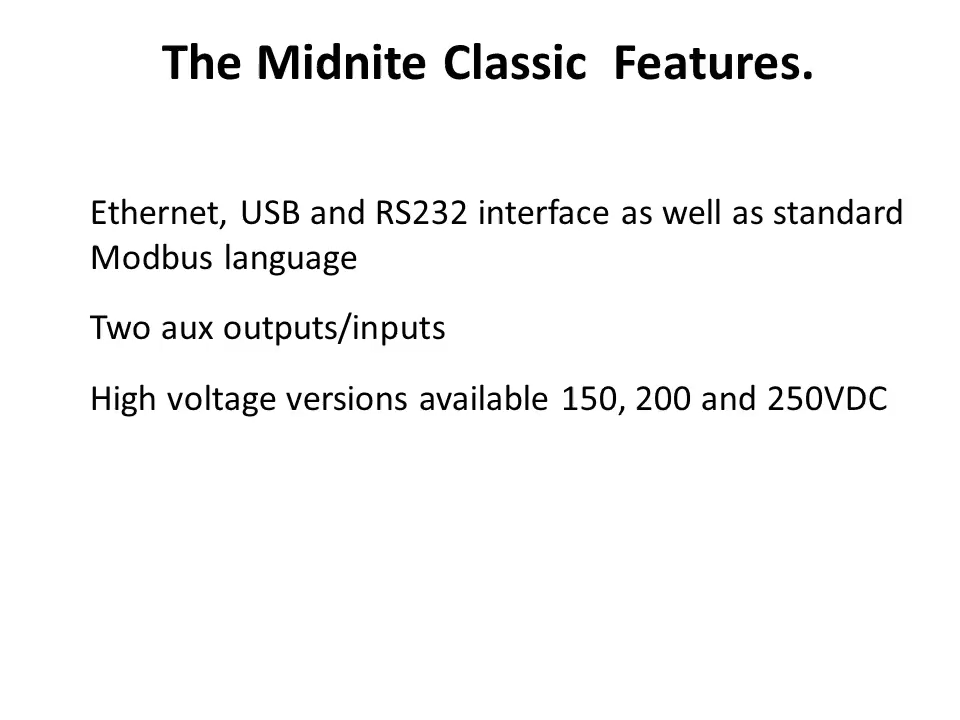 The Midnite Classic  Features.
Ethernet, USB and RS232 interface as well as standard
Modbus language
Two aux outputs/inputs
High voltage versions available 150, 200 and 250VDC